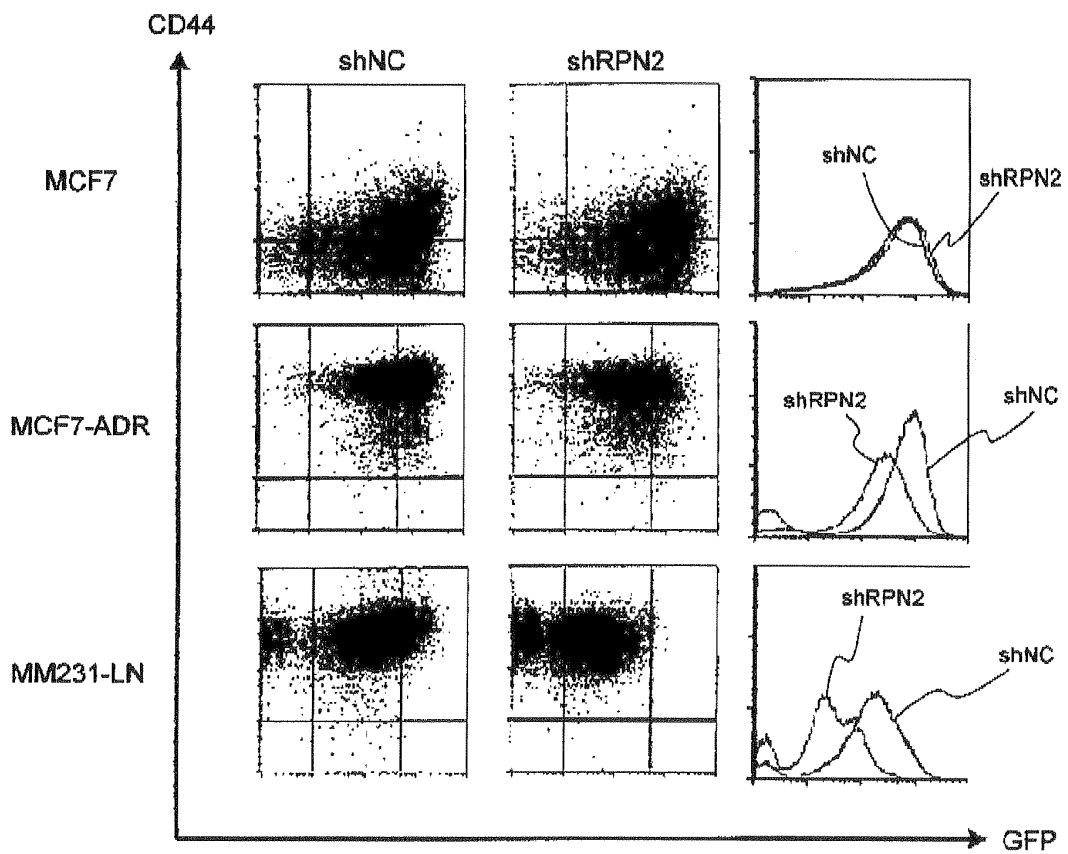 CD44
shNC
shRPN2
MCF7
shNC
shRPN2
MCF7-ADR
shRPN2
shNC
MM231-LN
shRPN2
shNC
GFP